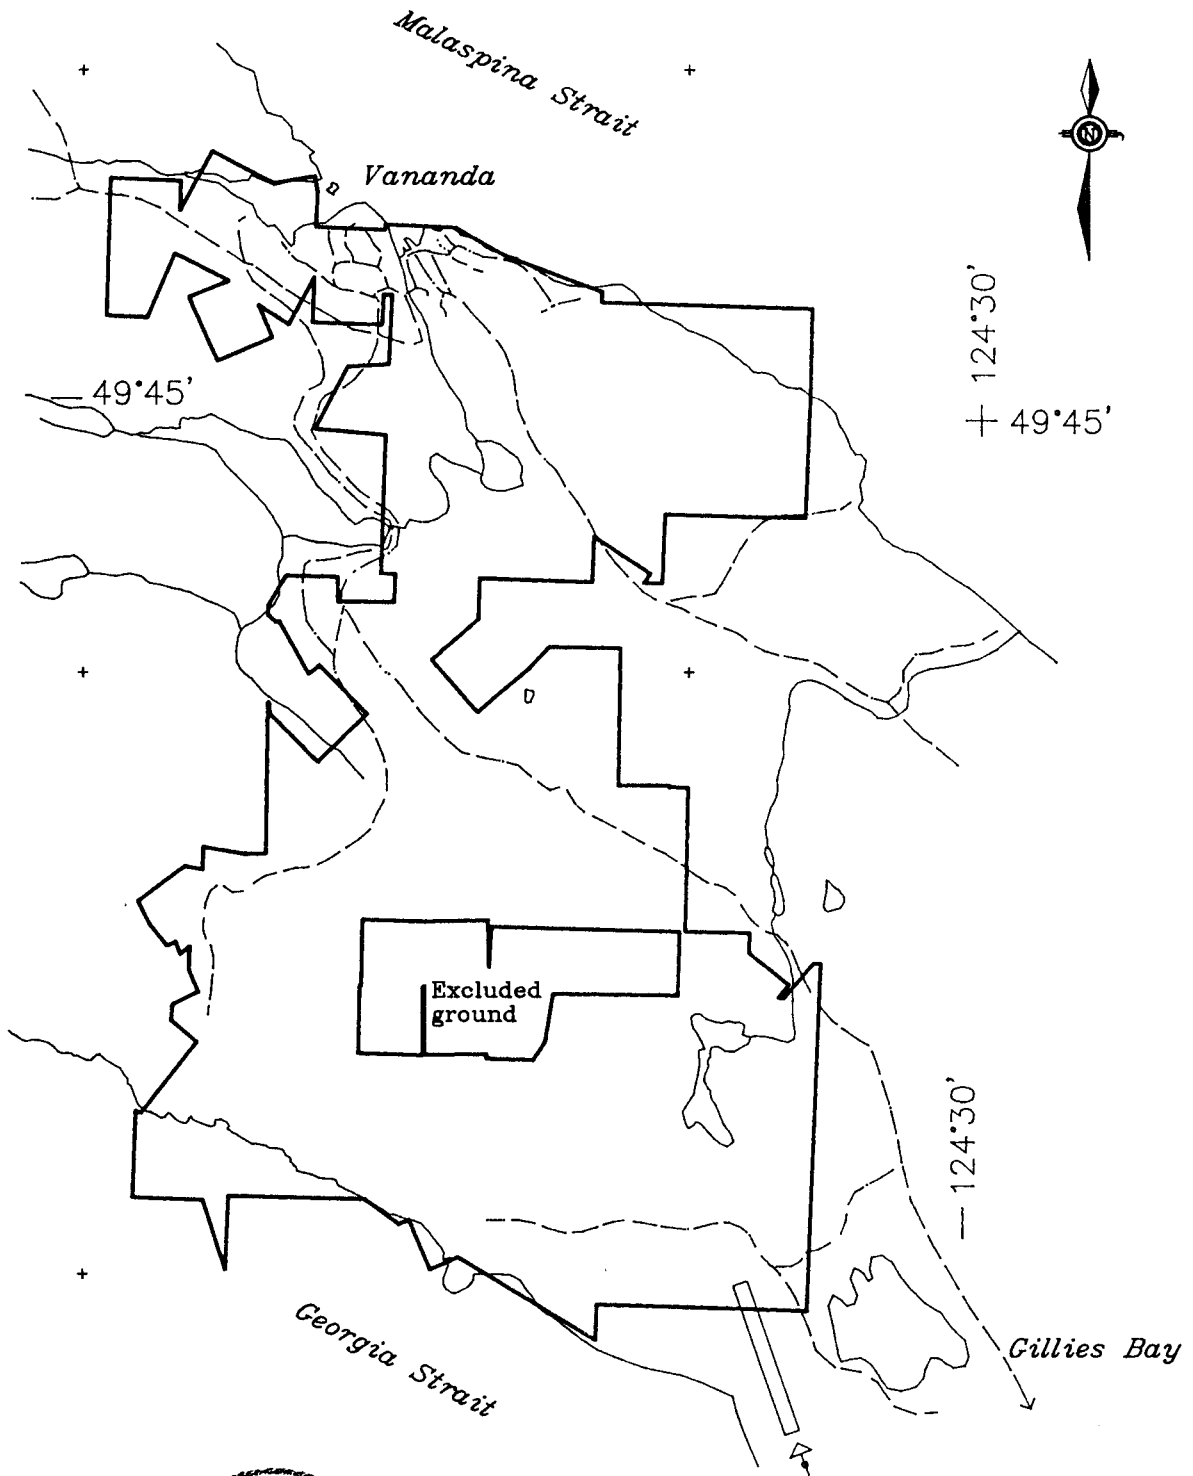 Malaspina Strait
N
Vananda
124°30'
49°45'
49°45'
Excluded
ground
124°30'
Georgia Strait
Gillies Bay